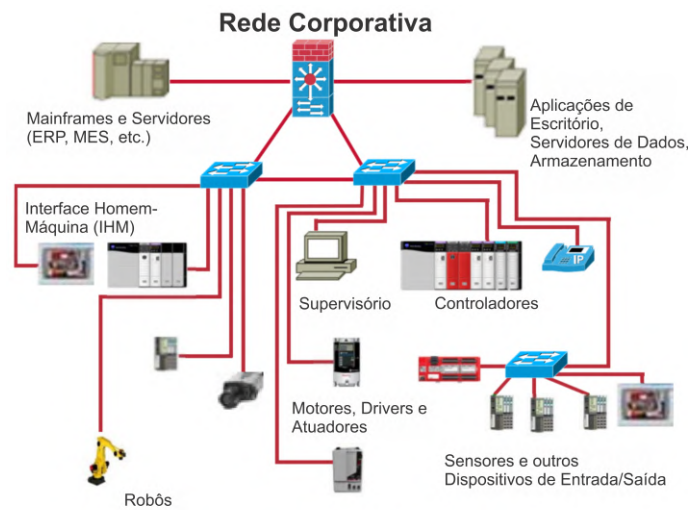 Rede Corporativa
Mainframes e Servidores
(ERP, MES, etc.)
Aplicações de
Escritório,
Servidores de Dados,
Armazenamento
Interface Homem-
Máquina (IHM)
Supervisório
Controladores
IP
Motores, Drivers e
Atuadores
Sensores e outros
Dispositivos de Entrada/Saída
Robôs